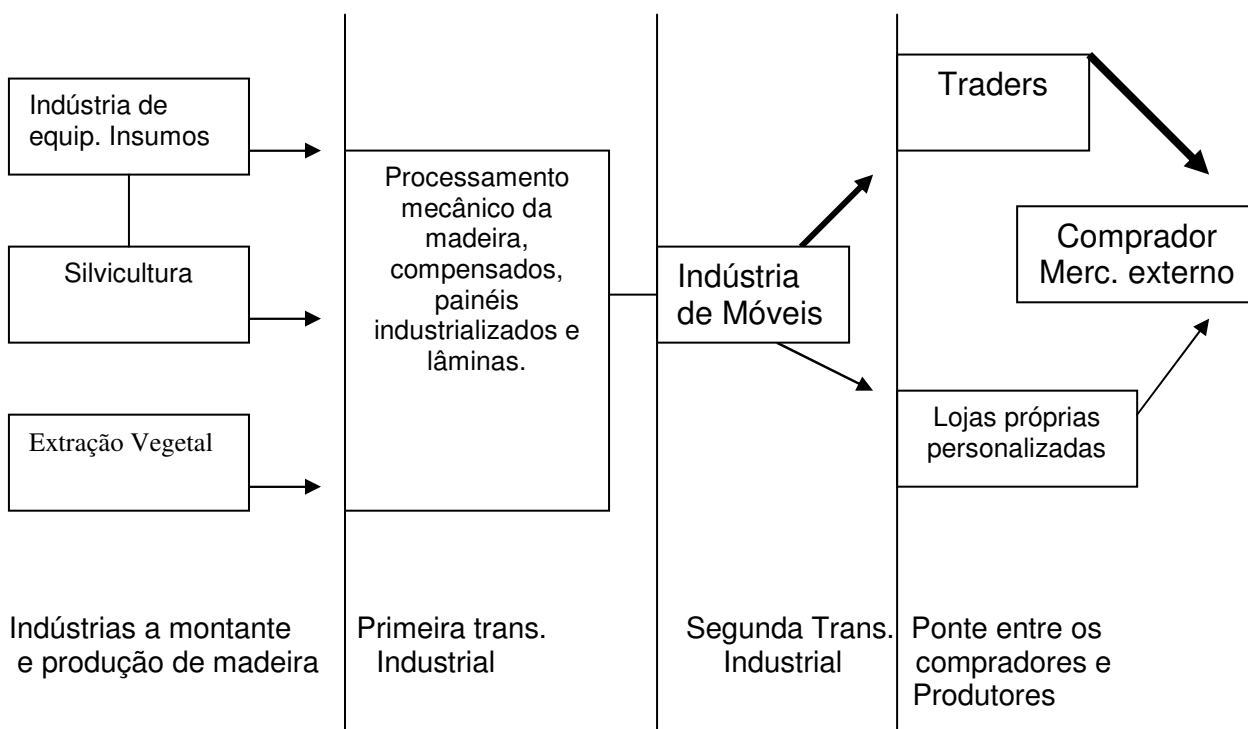 Indústria de
equip. Insumos
Silvicultura
Extração Vegetal
Processamento
mecânico da
madeira,
compensados,
painéis
industrializados e
lâminas.
Indústria
de Móveis
Traders
Comprador
Merc. externo
Lojas próprias
personalizadas
Indústrias a montante
e produção de madeira
Primeira trans.
Industrial
Segunda Trans.
Industrial
Ponte entre os
compradores e
Produtores